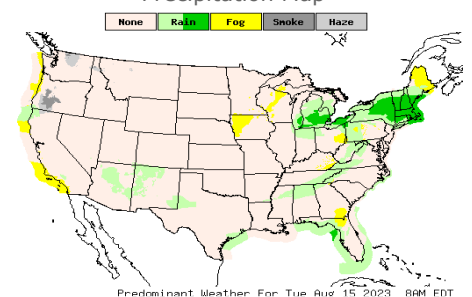 Precipitation Map
None Rain Fog Smoke Haze
Predominant Weather For Tue Aug 15 2023 8AM EDT